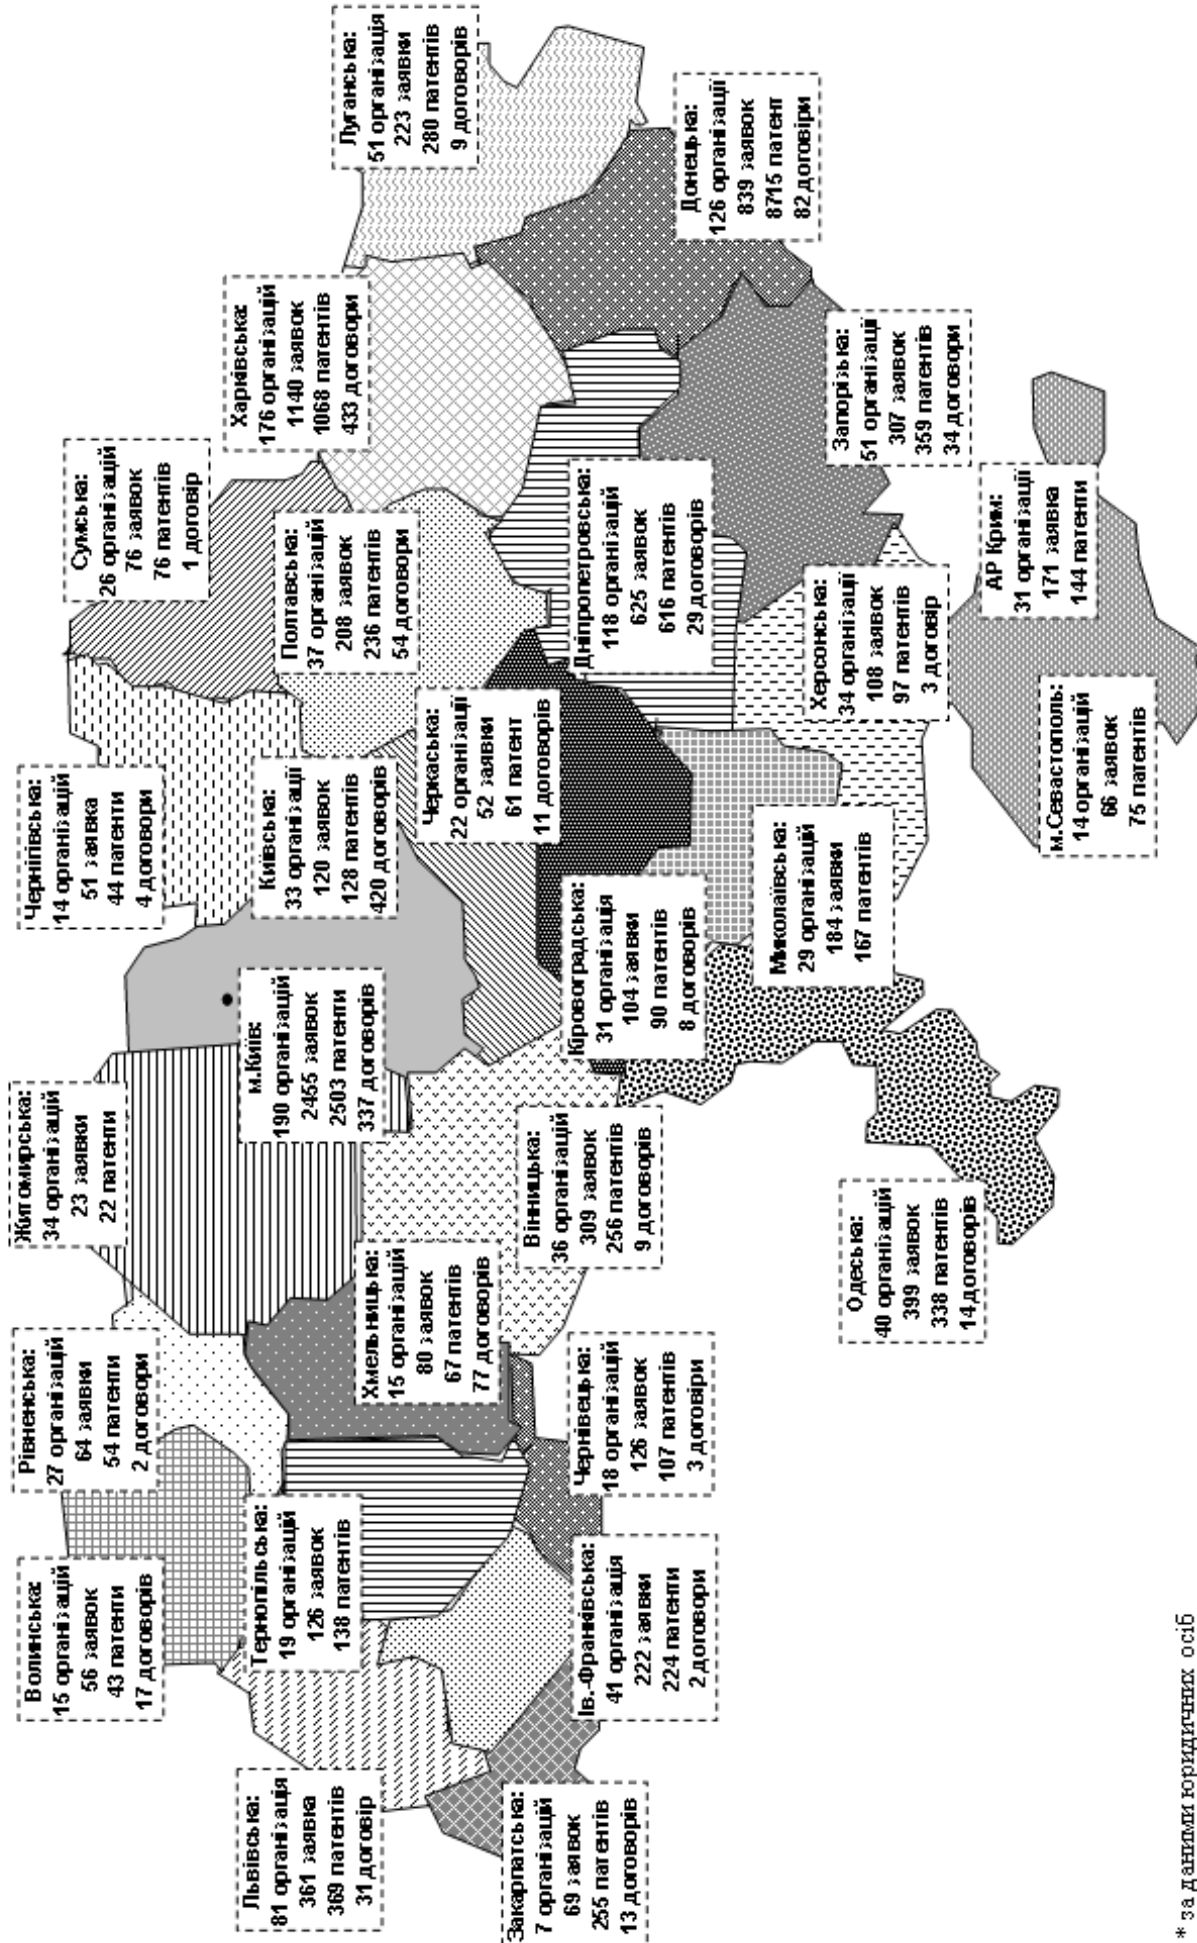 Волинська:
15 організацій
56 заявок
43 патенти
17 договорів
Рівненська:
27 організацій
64 заявки
54 патенти
2 договори
Житомирська:
34 організацій
23 заявки
22 патенти
Чернігівська:
14 організацій
51 заявка
44 патенти
4 договори
Сумська:
26 організацій
76 заявок
76 патентів
1 договір
Львівська:
81 організація
361 заявка
369 патентів
31 договір
Тернопільська:
19 організацій
126 заявок
138 патентів
Хмельницька:
15 організацій
80 заявок
67 патентів
77 договорів
м.Київ:
190 організацій
2455 заявок
2503 патенти
337 договорів
Київська:
33 організації
120 заявок
128 патентів
420 договорів
Полтавська:
37 організацій
208 заявок
236 патентів
54 договори
Харківська:
176 організацій
1140 заявок
1068 патентів
433 договори
Луганська:
51 організація
223 заявки
280 патентів
9 договорів
Черкаська:
22 організації
52 заявки
61 патент
11 договорів
Закарпатська:
7 організацій
69 заявок
255 патентів
13 договорів
Ів.-Франківська:
41 організація
222 заявки
224 патенти
2 договори
Чернівецька:
18 організацій
126 заявок
107 патентів
3 договіри
Вінницька:
36 організацій
309 заявок
256 патентів
9 договорів
Кіровоградська:
31 організація
104 заявки
90 патентів
8 договорів
Дніпропетровська:
118 організацій
625 заявок
616 патентів
29 договорів
Донецька:
126 організації
839 заявок
8715 патент
82 договіри
Одеська:
40 організацій
399 заявок
338 патентів
14 договорів
Миколаївська:
29 організацій
184 заявки
167 патентів
Херсонська:
34 організації
108 заявок
97 патентів
3 договір
Запорізька:
51 організації
307 заявок
359 патентів
34 договори
м.Севастополь:
14 організацій
66 заявок
75 патентів
АР Крим:
31 організації
171 заявка
144 патенти
* за даними юридичних осіб